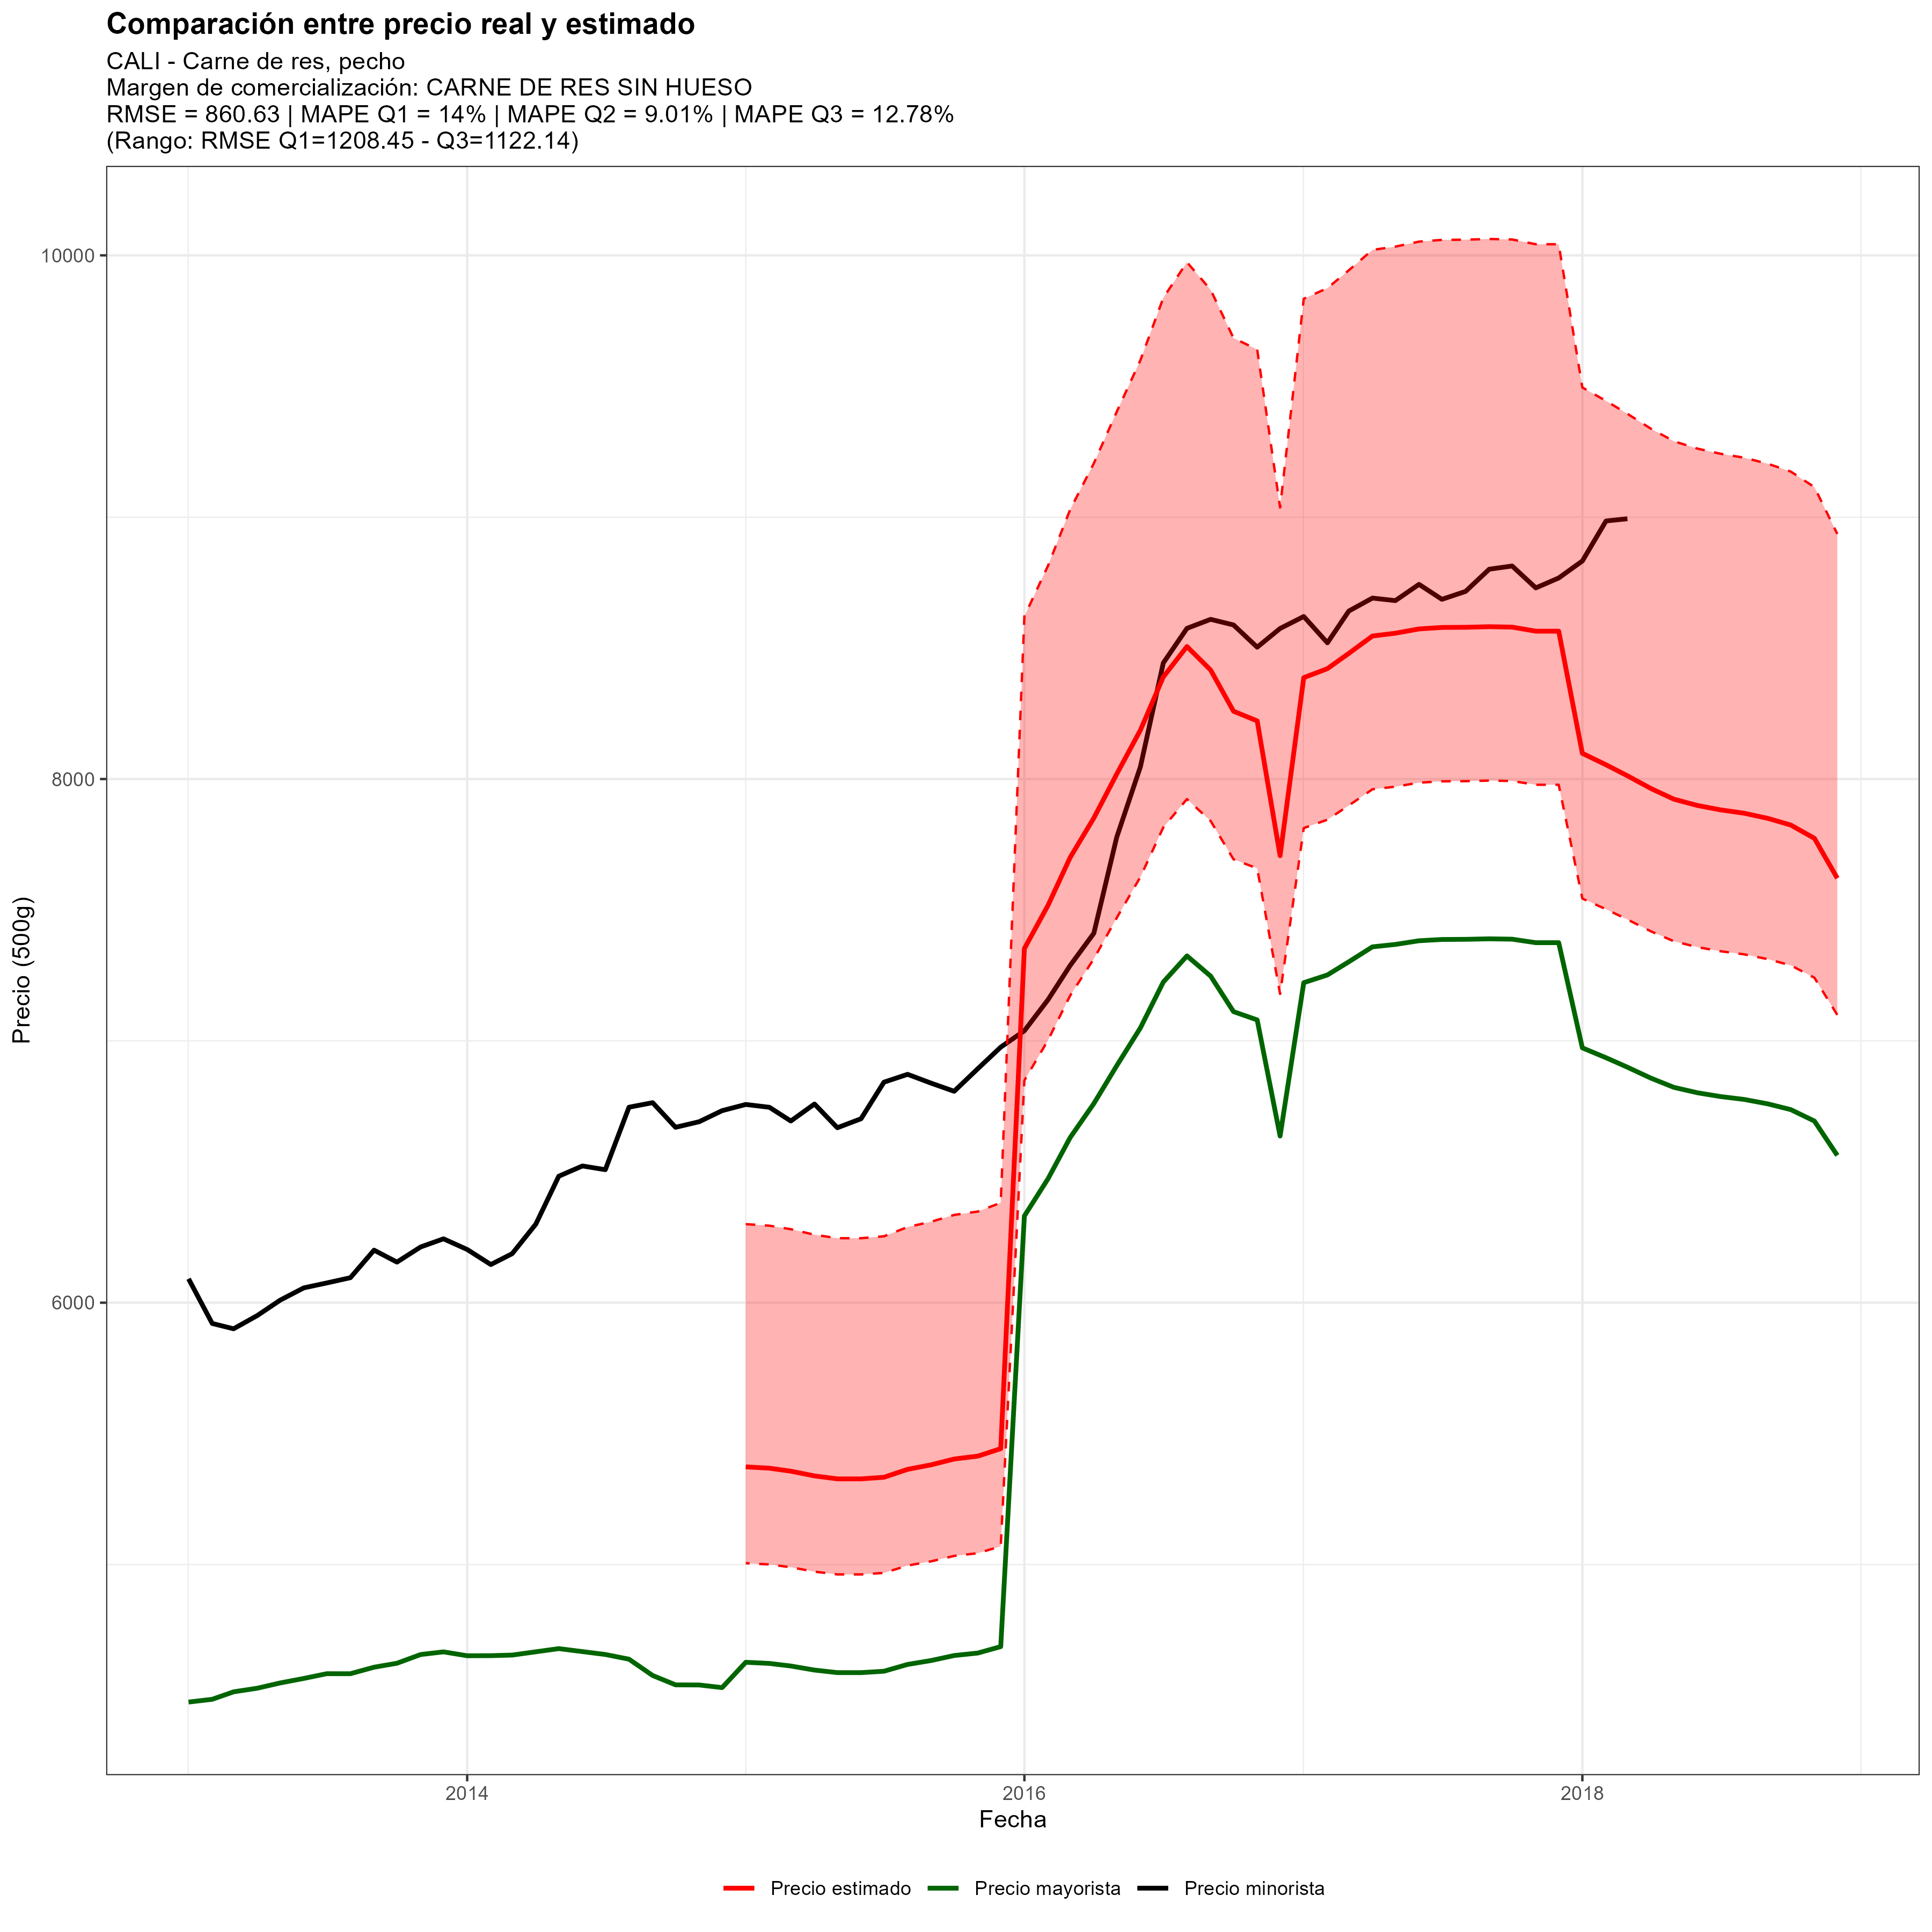 Comparación entre precio real y estimado
CALI - Carne de res, pecho
Margen de comercialización: CARNE DE RES SIN HUESO
RMSE = 860.63 | MAPE Q1 = 14% | MAPE Q2 = 9.01% | MAPE Q3 = 12.78%
(Rango: RMSE Q1=1208.45 - Q3=1122.14)
10000
8000
6000
Precio (500g)
2014
2016
2018
Fecha
Precio estimado
Precio mayorista
Precio minorista